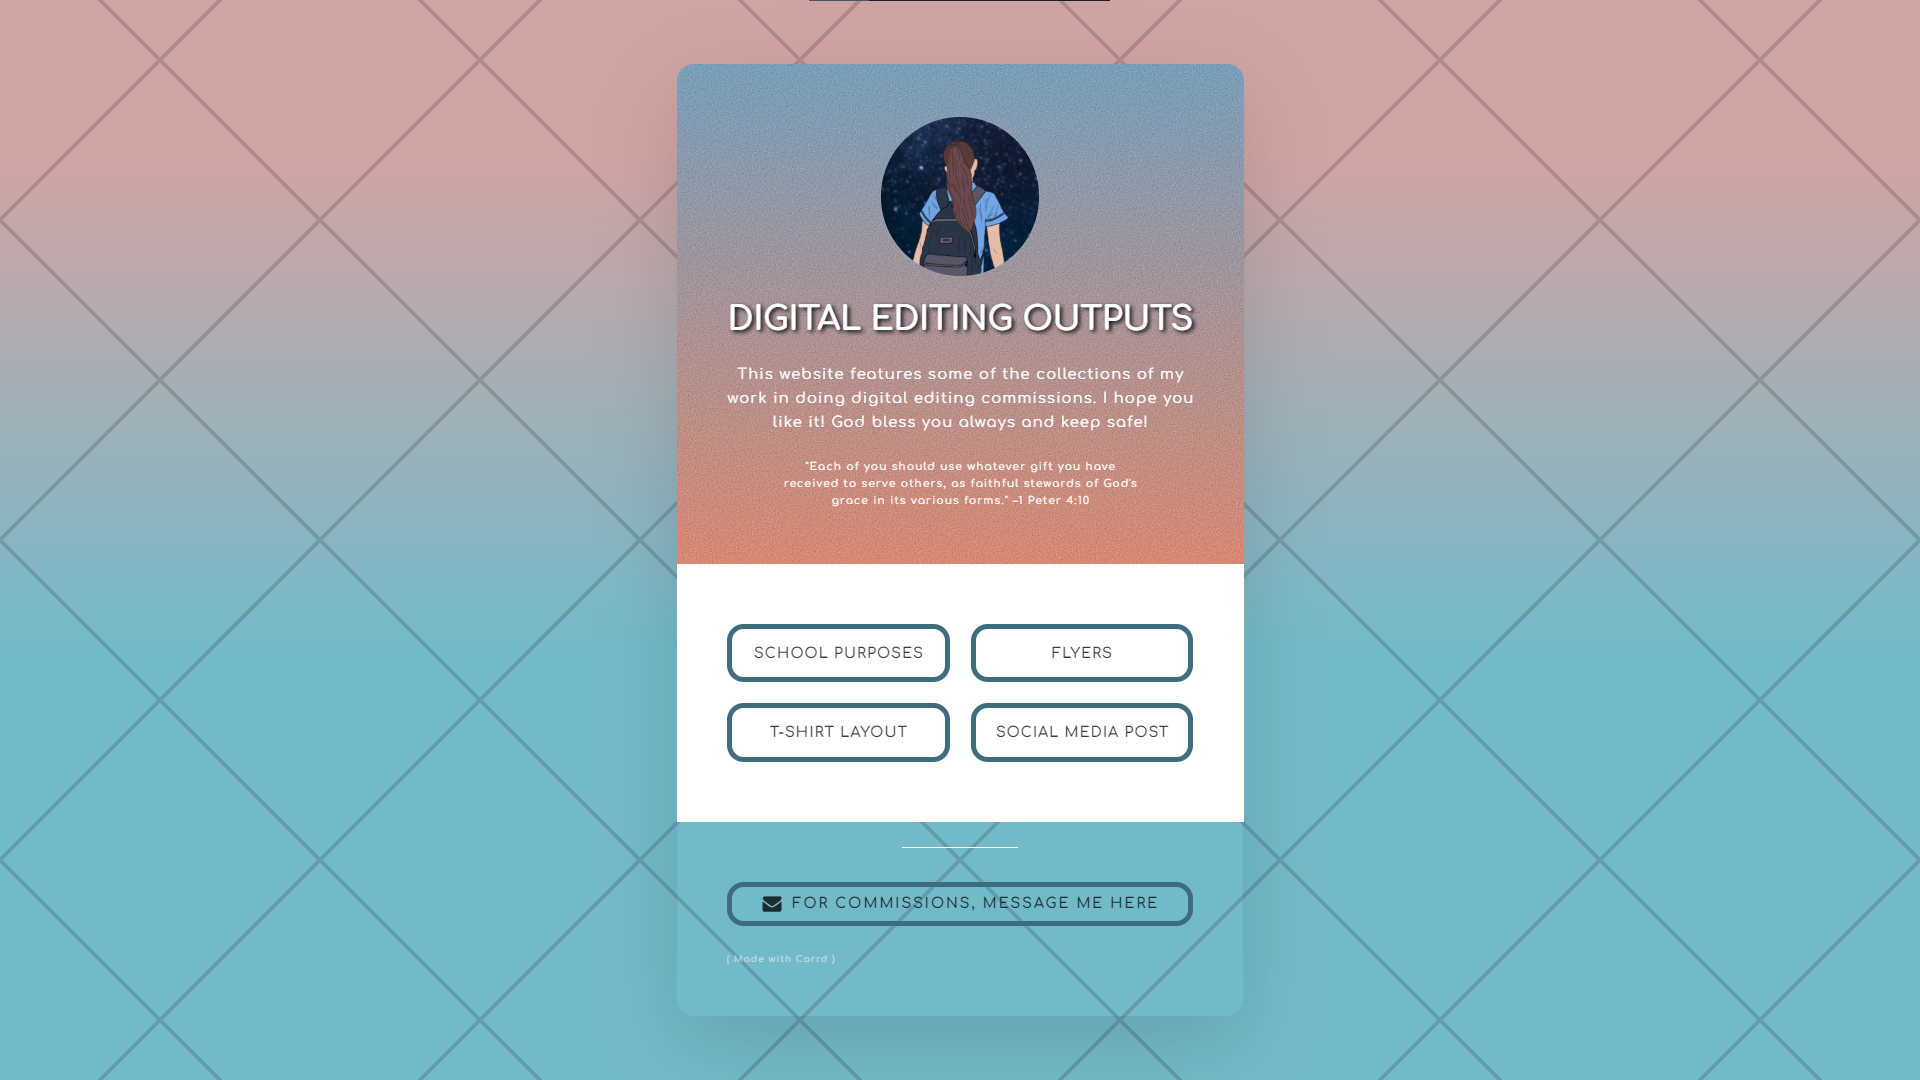 DIGITAL EDITING OUTPUTS
This website features some of the collections of my
work in doing digital editing commissions. I hope you
like it! God bless you always and keep safe!
"Each of you should use whatever gift you have
received to serve others, as faithful stewards of God's
grace in its various forms." ~1 Peter 4:10
SCHOOL PURPOSES
FLYERS
T-SHIRT LAYOUT
SOCIAL MEDIA POST
FOR COMMISSIONS, MESSAGE ME HERE
( Made with Carrd )